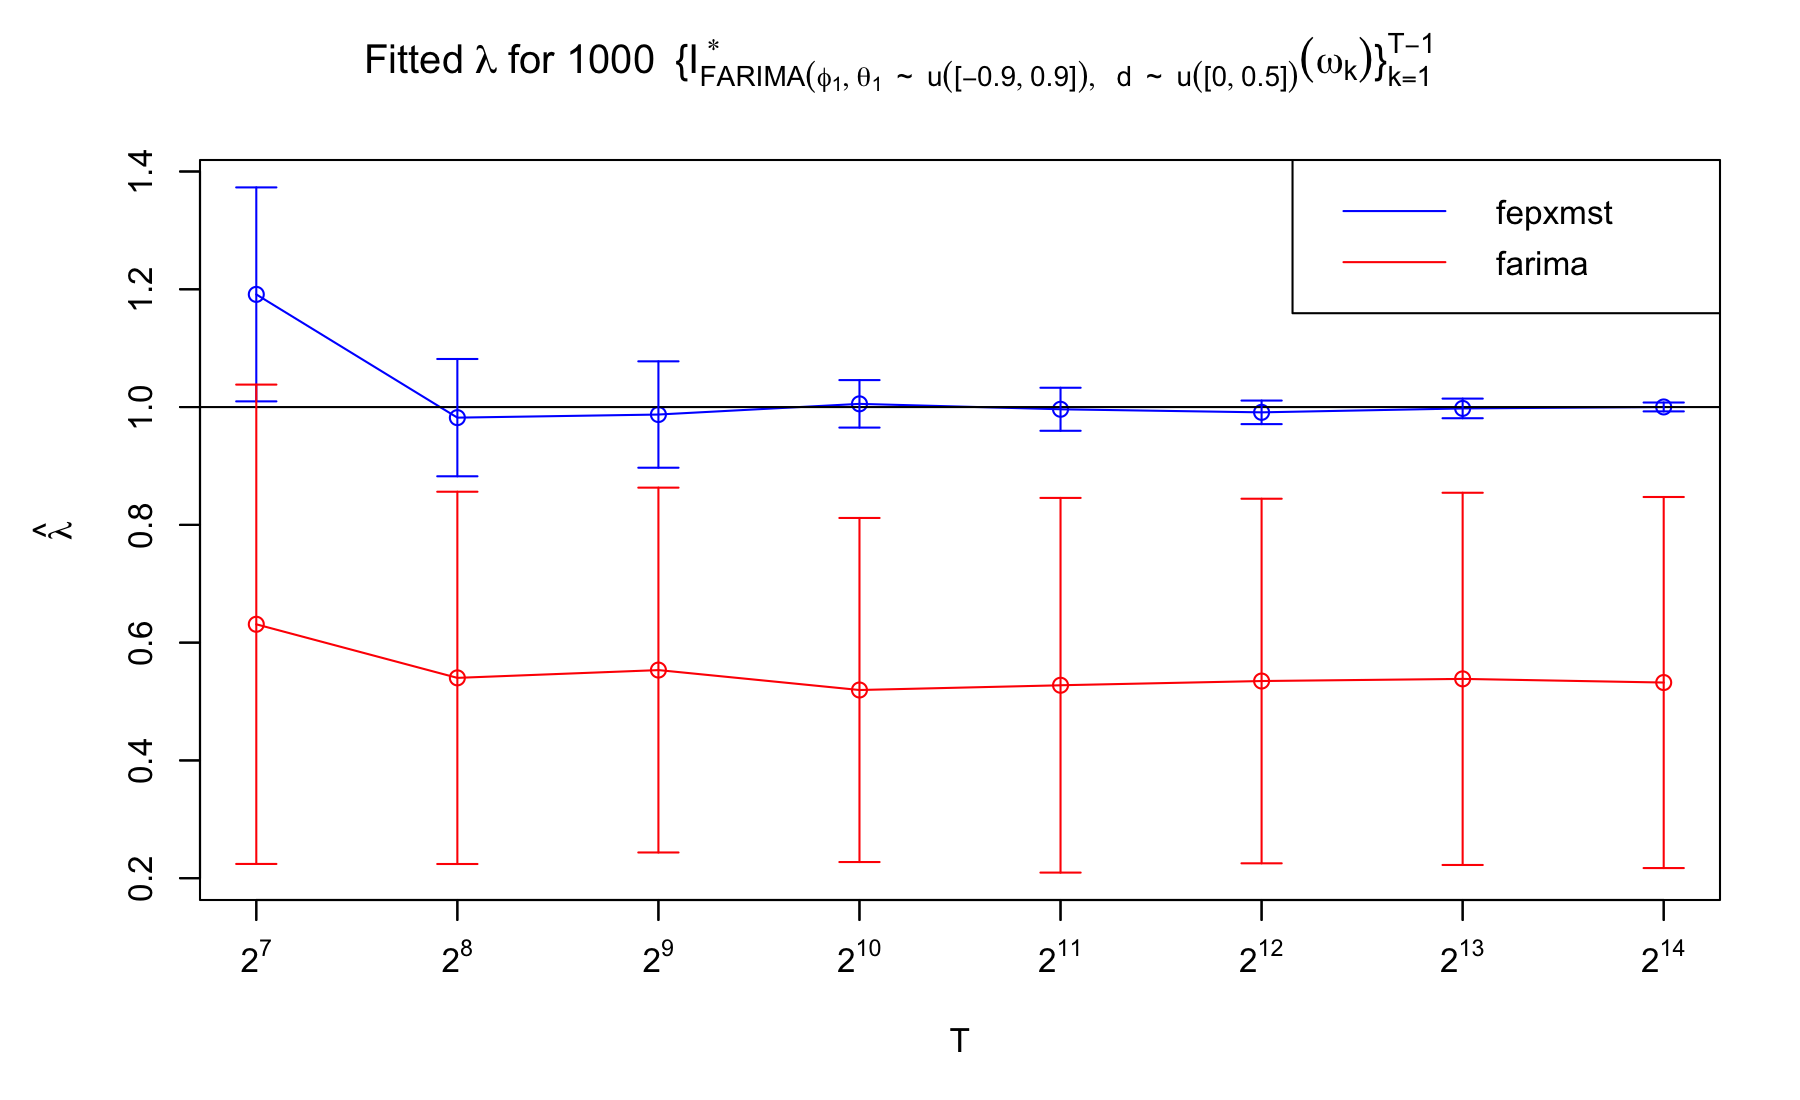 Fitted λ for 1000 {I*FARIMA(ϕ1, θ1 ~ u([−0.9, 0.9]), d ~ u([0, 0.5]))(ωk)}T−1k=1
fepxmst
farima
1.4
1.2
1.0
0.8
0.6
0.4
0.2
λ̂
2^7 2^8 2^9 2^10 2^11 2^12 2^13 2^14
T